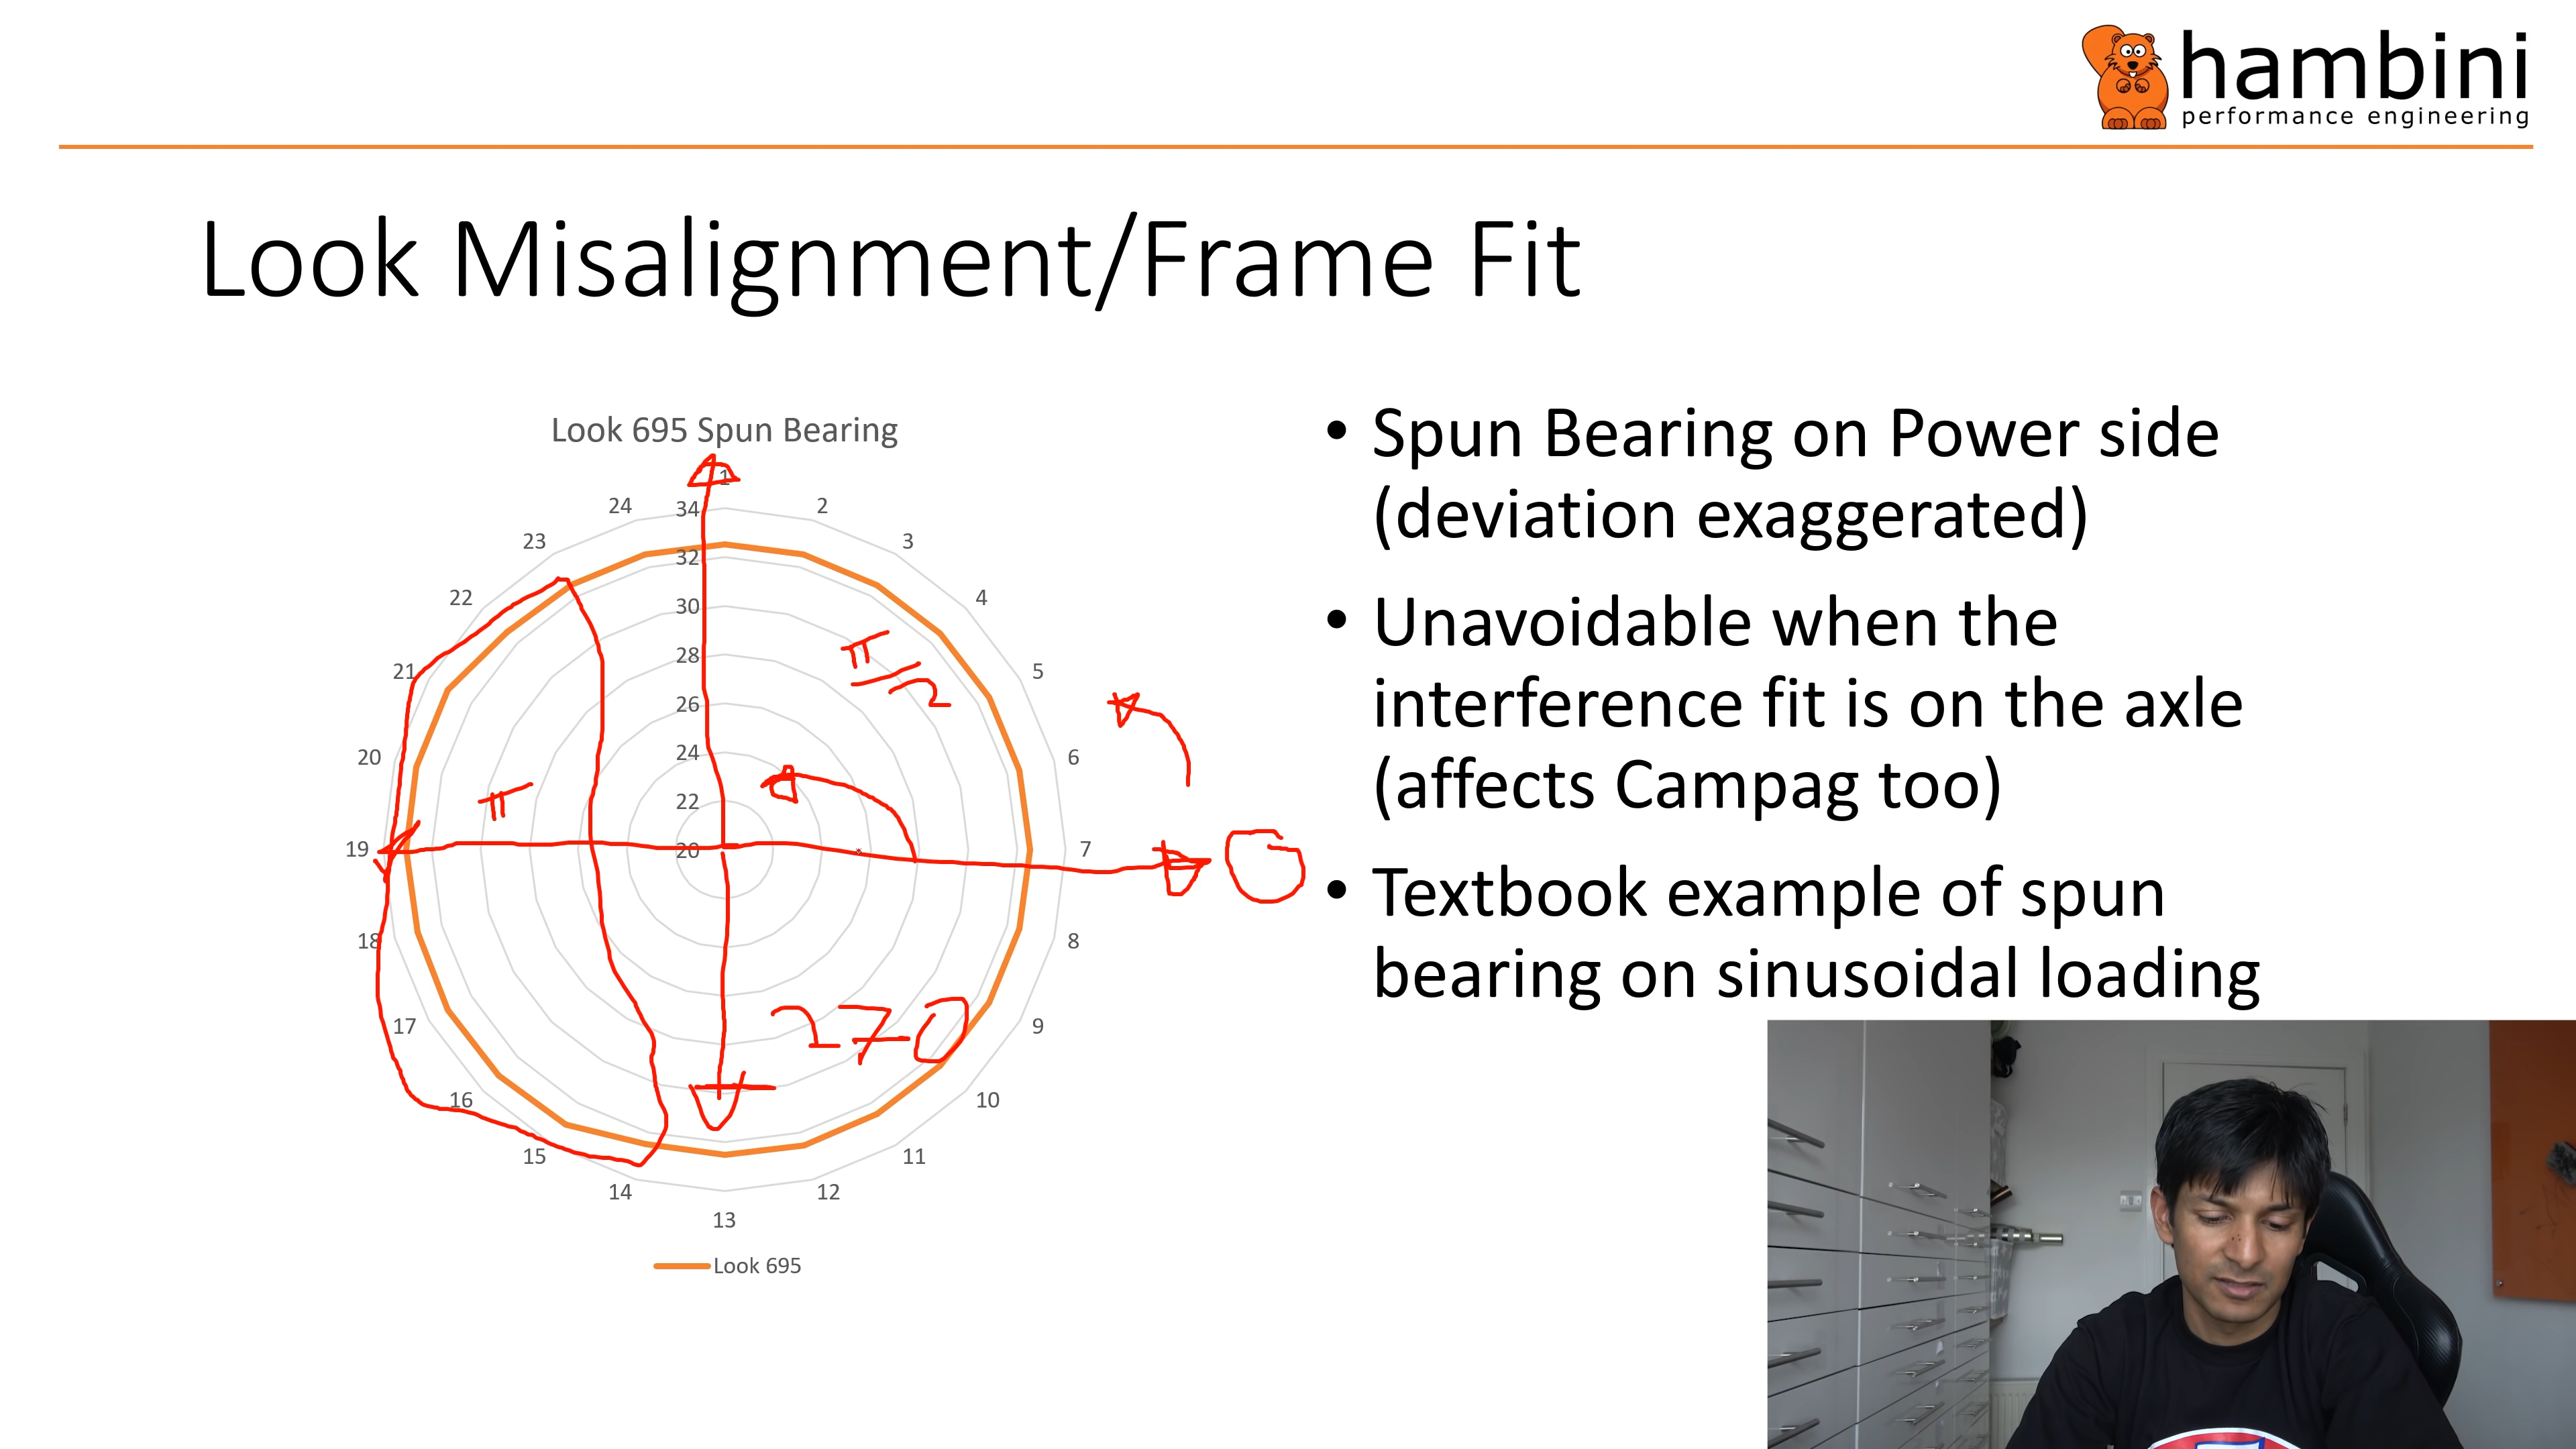 hambini
performance engineering
Look Misalignment/Frame Fit
Look 695 Spun Bearing
1
2
3
4
5
6
7
8
9
10
11
12
13
14
15
16
17
18
19
20
21
22
23
24
34
32
30
28
26
24
22
20
π/2
π
270
0
Look 695
• Spun Bearing on Power side
(deviation exaggerated)
• Unavoidable when the
interference fit is on the axle
(affects Campag too)
• Textbook example of spun
bearing on sinusoidal loading